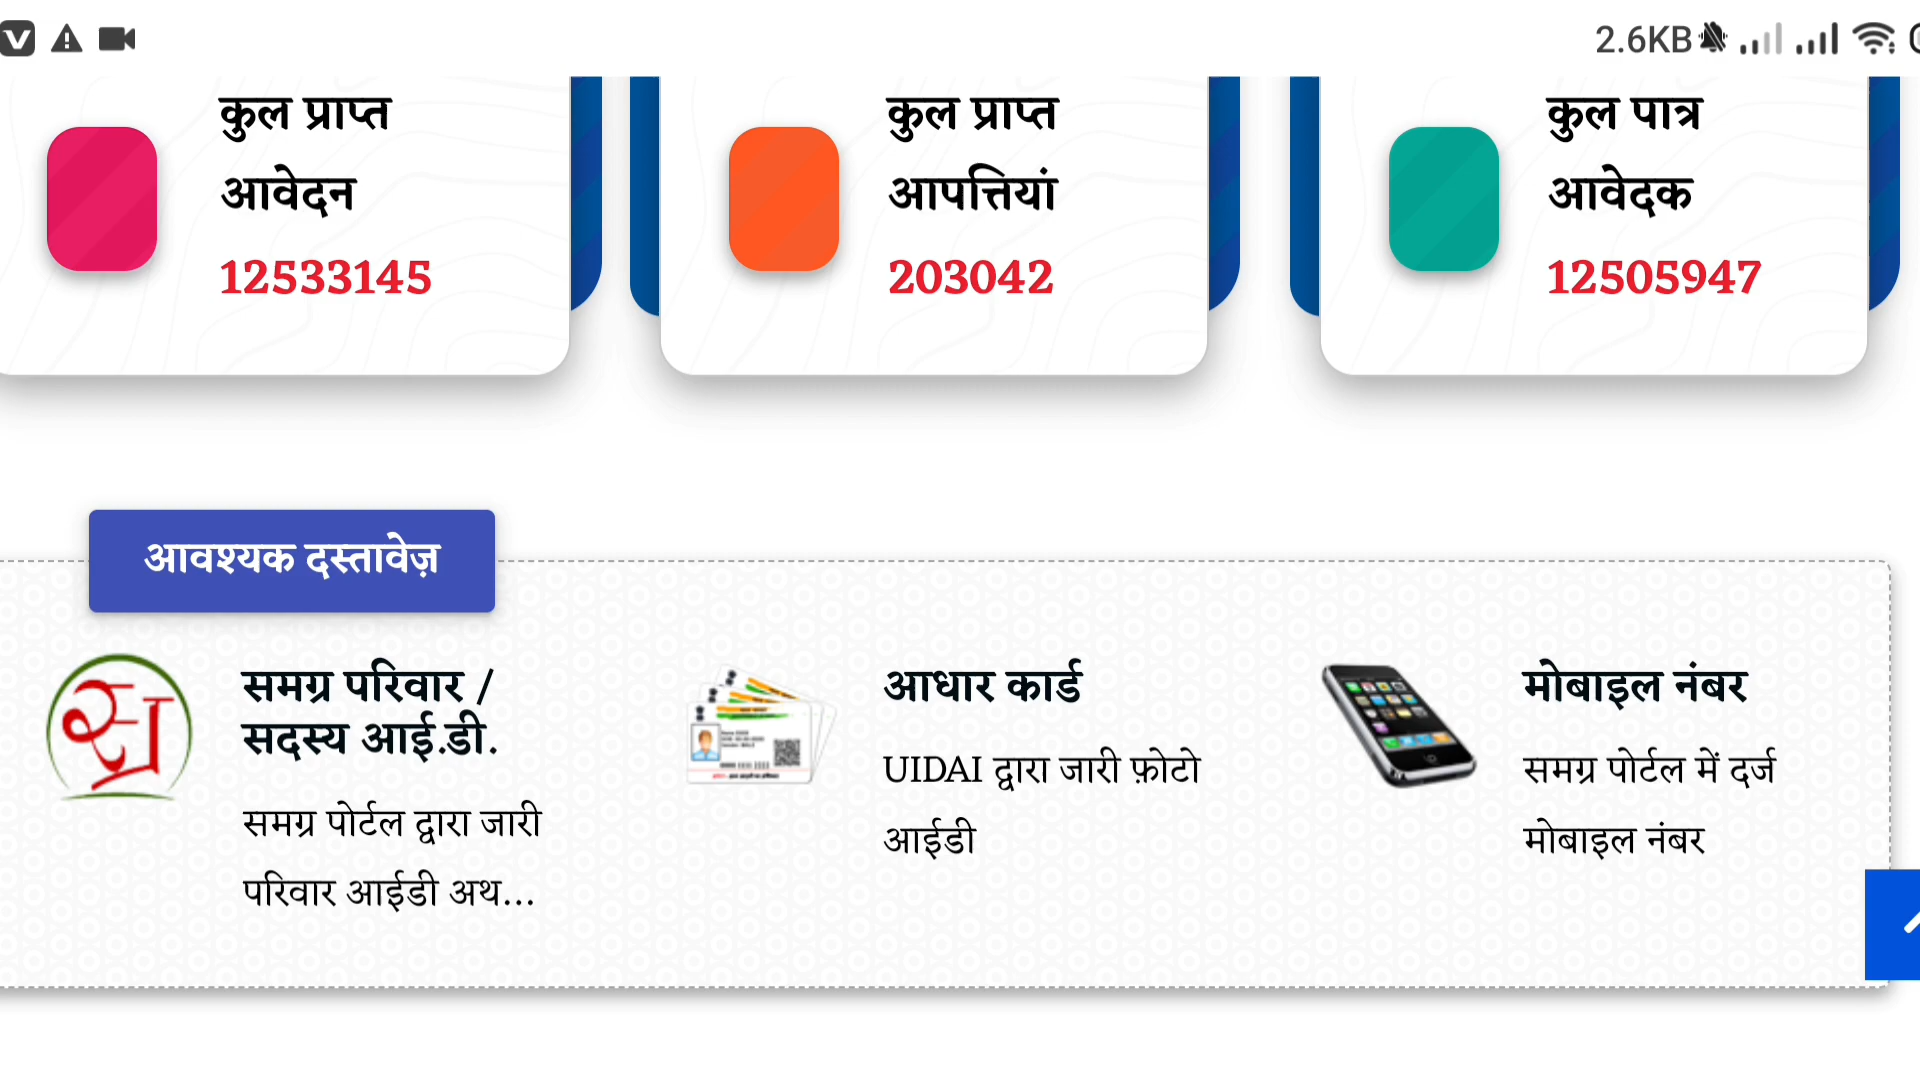 2.6KB
कुल प्राप्त
आवेदन
12533145
कुल प्राप्त
आपत्तियां
203042
कुल पात्र
आवेदक
12505947
आवश्यक दस्तावेज़
समग्र परिवार /
सदस्य आई.डी.
समग्र पोर्टल द्वारा जारी
परिवार आईडी अथ...
आधार कार्ड
UIDAI द्वारा जारी फ़ोटो
आईडी
मोबाइल नंबर
समग्र पोर्टल में दर्ज
मोबाइल नंबर